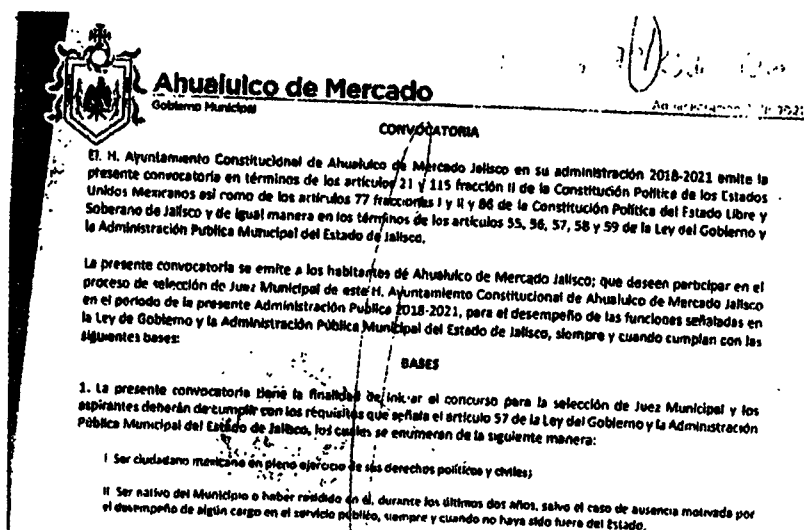 Ahualulco de Mercado
Gobierno Municipal
CONVOCATORIA
El H. Ayuntamiento Constitucional de Ahualulco de Mercado Jalisco en su administración 2018-2021 emite la
presente convocatoria en términos de los artículos 21 y 115 fracción II de la Constitución Política de los Estados
Unidos Mexicanos así como de los artículos 77 fracciones I y II y 86 de la Constitución Política del Estado Libre y
Soberano de Jalisco y de igual manera en los términos de los artículos 55, 56, 57, 58 y 59 de la Ley del Gobierno y
la Administración Publica Municipal del Estado de Jalisco.
La presente convocatoria se emite a los habitantes de Ahualulco de Mercado Jalisco; que deseen participar en el
proceso de selección de Juez Municipal de este H. Ayuntamiento Constitucional de Ahualulco de Mercado Jalisco
en el periodo de la presente Administración Publica 2018-2021, para el desempeño de las funciones señaladas en
la Ley de Gobierno y la Administración Pública Municipal del Estado de Jalisco, siempre y cuando cumplan con las
siguientes bases:
BASES
1. La presente convocatoria tiene la finalidad de iniciar el concurso para la selección de Juez Municipal y los
aspirantes deberán de cumplir con los requisitos que señala el artículo 57 de la Ley del Gobierno y la Administración
Pública Municipal del Estado de Jalisco, los cuales se enumeran de la siguiente manera:
I Ser ciudadano mexicano en pleno ejercicio de sus derechos políticos y civiles;
II Ser nativo del Municipio o haber residido en él, durante los últimos dos años, salvo el caso de ausencia motivada por
el desempeño de algún cargo en el servicio público, siempre y cuando no haya sido fuera del Estado.